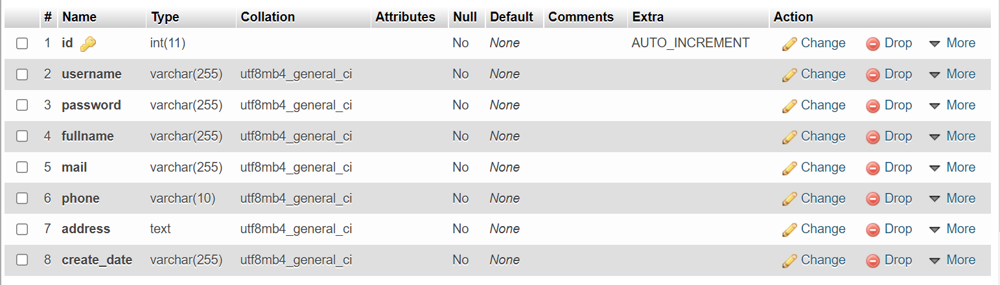 # Name Type Collation Attributes Null Default Comments Extra Action
1 id int(11) No None AUTO_INCREMENT Change Drop More
2 username varchar(255) utf8mb4_general_ci No None Change Drop More
3 password varchar(255) utf8mb4_general_ci No None Change Drop More
4 fullname varchar(255) utf8mb4_general_ci No None Change Drop More
5 mail varchar(255) utf8mb4_general_ci No None Change Drop More
6 phone varchar(10) utf8mb4_general_ci No None Change Drop More
7 address text utf8mb4_general_ci No None Change Drop More
8 create_date varchar(255) utf8mb4_general_ci No None Change Drop More